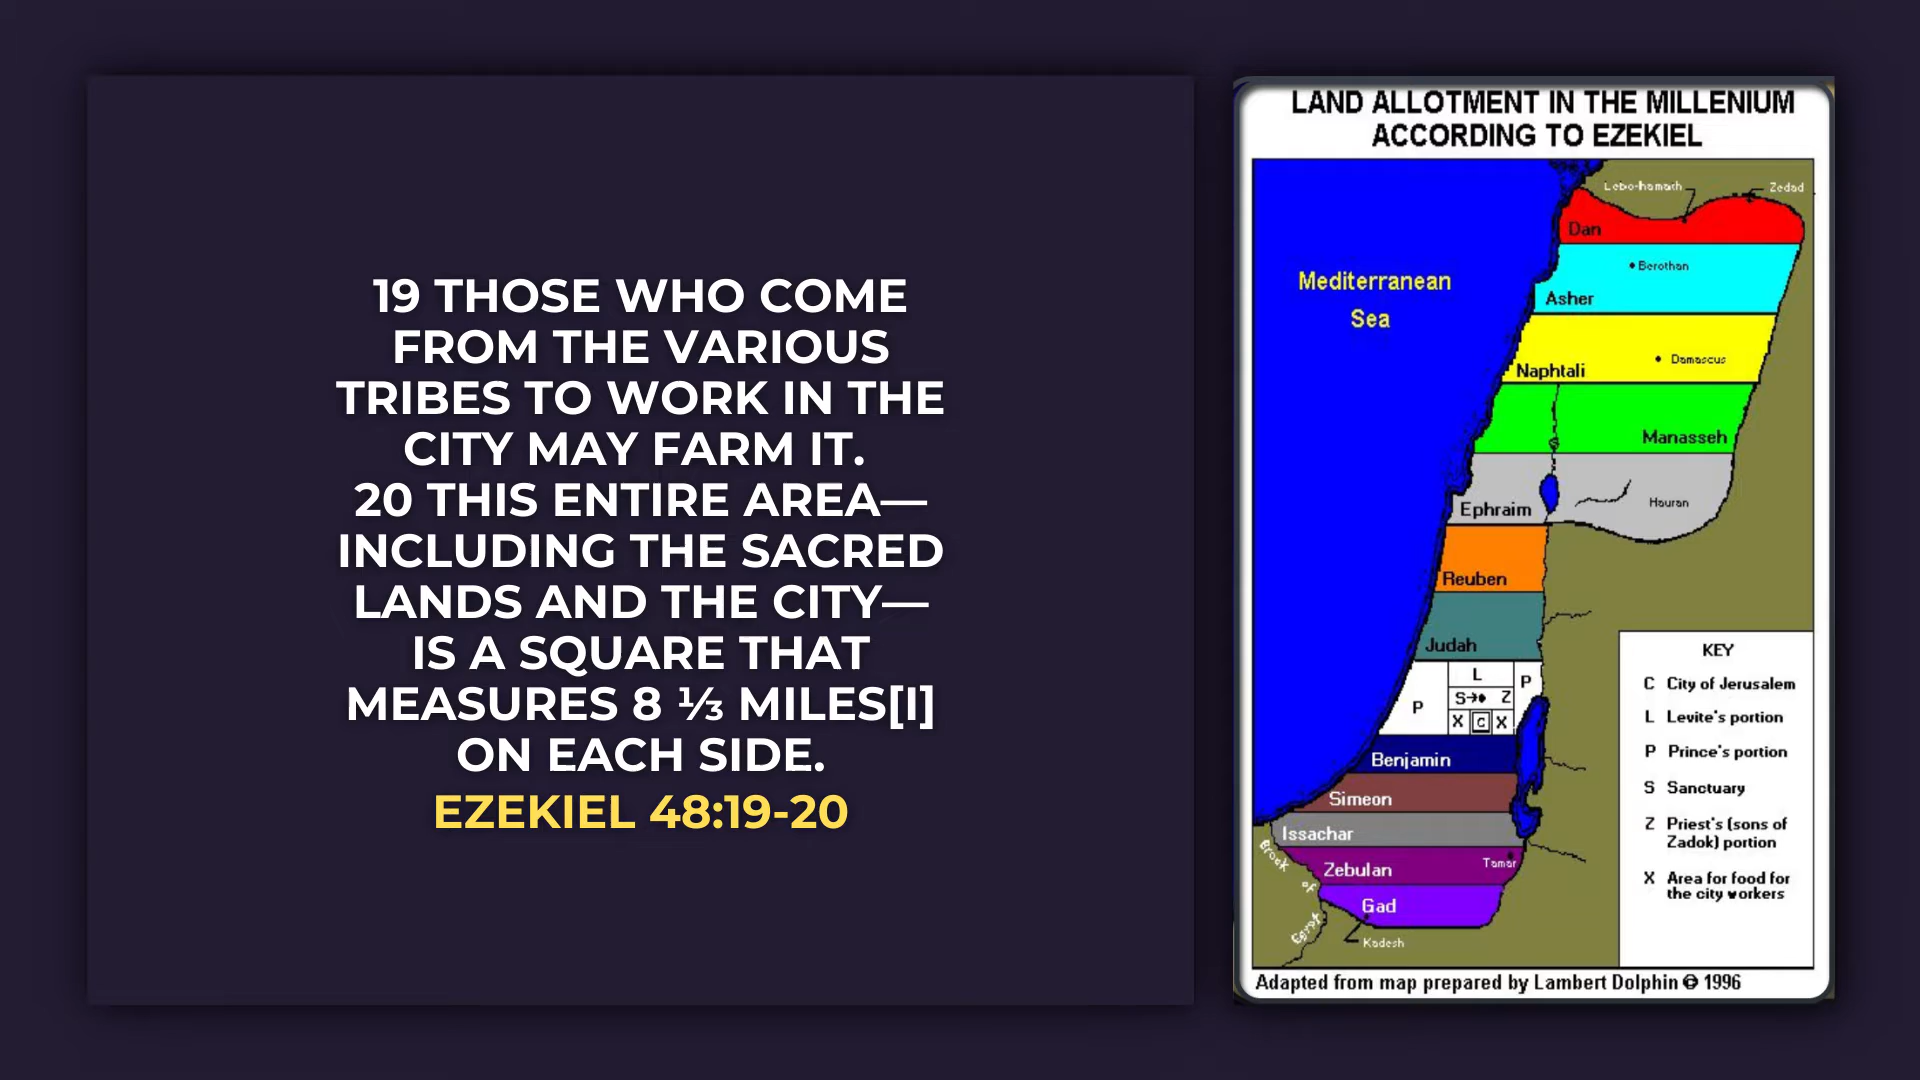 19 THOSE WHO COME
FROM THE VARIOUS
TRIBES TO WORK IN THE
CITY MAY FARM IT.
20 THIS ENTIRE AREA—
INCLUDING THE SACRED
LANDS AND THE CITY—
IS A SQUARE THAT
MEASURES 8 ⅓ MILES[I]
ON EACH SIDE.
EZEKIEL 48:19-20
LAND ALLOTMENT IN THE MILLENIUM
ACCORDING TO EZEKIEL
Lebo-hamath
Zedad
Dan
Berothan
Mediterranean
Sea
Asher
Damascus
Naphtali
Manasseh
Hauran
Ephraim
Reuben
Judah
L
P
S Z
P
X C X
Benjamin
Simeon
Issachar
Brook of Egypt
Zebulan
Tamar
Gad
Kadesh
KEY
C City of Jerusalem
L Levite's portion
P Prince's portion
S Sanctuary
Z Priest's (sons of
Zadok) portion
X Area for food for
the city workers
Adapted from map prepared by Lambert Dolphin © 1996